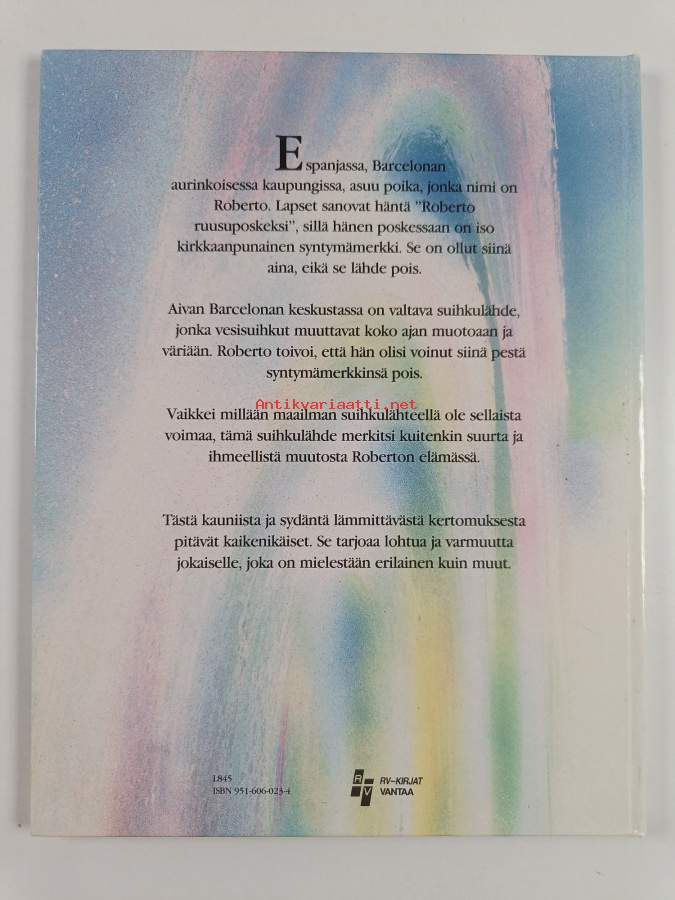 Espanjassa, Barcelonan
aurinkoisessa kaupungissa, asuu poika, jonka nimi on
Roberto. Lapset sanovat häntä ”Roberto
ruusuposkeksi”, sillä hänen poskessaan on iso
kirkkaanpunainen syntymämerkki. Se on ollut siinä
aina, eikä se lähde pois.
Aivan Barcelonan keskustassa on valtava suihkulähde,
jonka vesisuihkut muuttavat koko ajan muotoaan ja
väriään. Roberto toivoi, että hän olisi voinut siinä pestä
syntymämerkkinsä pois.
Antikvariaatti.net
Vaikkei millään maailman suihkulähteellä ole sellaista
voimaa, tämä suihkulähde merkitsi kuitenkin suurta ja
ihmeellistä muutosta Roberton elämässä.
Tästä kauniista ja sydäntä lämmittävästä kertomuksesta
pitävät kaikenikäiset. Se tarjoaa lohtua ja varmuutta
jokaiselle, joka on mielestään erilainen kuin muut.
L845
ISBN 951-606-023-4
RV
RV-KIRJAT
VANTAA